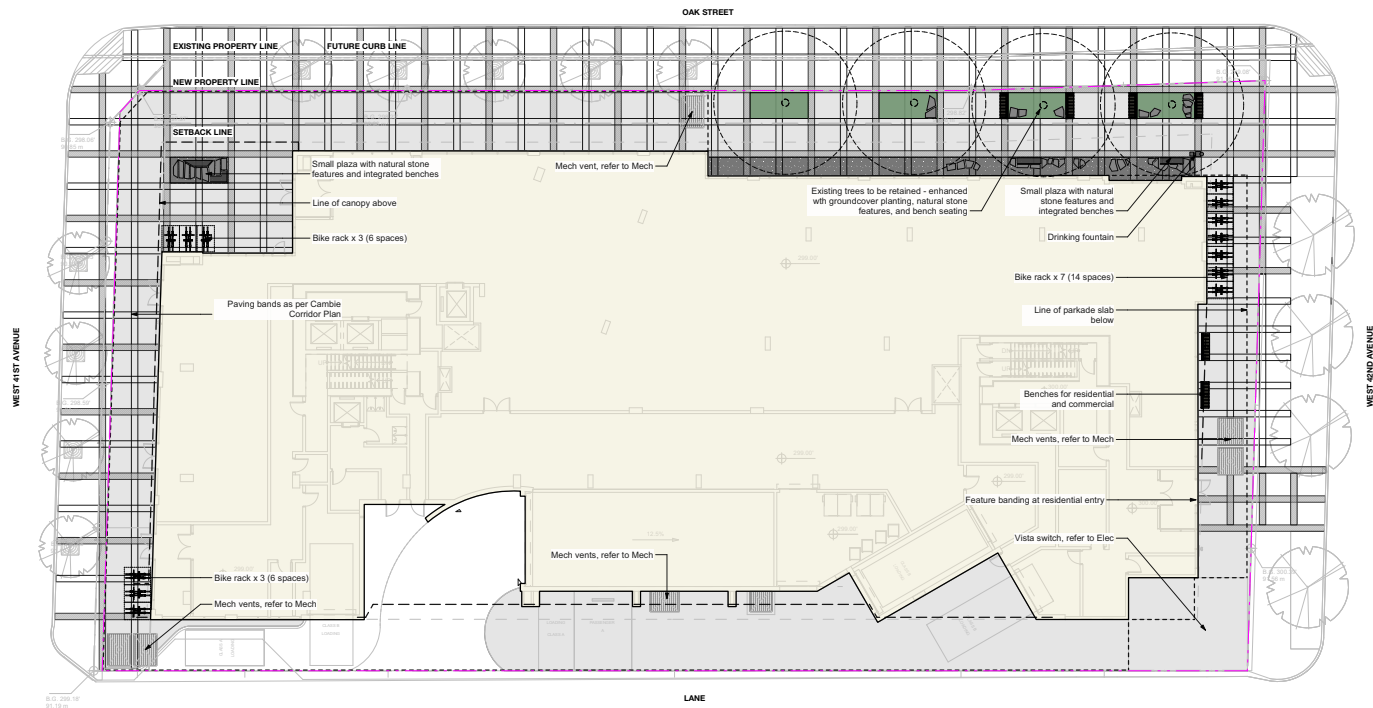 OAK STREET
EXISTING PROPERTY LINE
FUTURE CURB LINE
NEW PROPERTY LINE
SETBACK LINE
Small plaza with natural stone
features and integrated benches
Mech vent, refer to Mech
Existing trees to be retained - enhanced
wth groundcover planting, natural stone
features, and bench seating
Small plaza with natural
stone features and
integrated benches
Line of canopy above
Drinking fountain
Bike rack x 3 (6 spaces)
Bike rack x 7 (14 spaces)
Paving bands as per Cambie
Corridor Plan
Line of parkade slab
below
WEST 41ST AVENUE
WEST 42ND AVENUE
Benches for residential
and commercial
Mech vents, refer to Mech
Feature banding at residential entry
Vista switch, refer to Elec
Mech vents, refer to Mech
Bike rack x 3 (6 spaces)
Mech vents, refer to Mech
12.5%
B.G. 299.18'
91.19 m
LANE